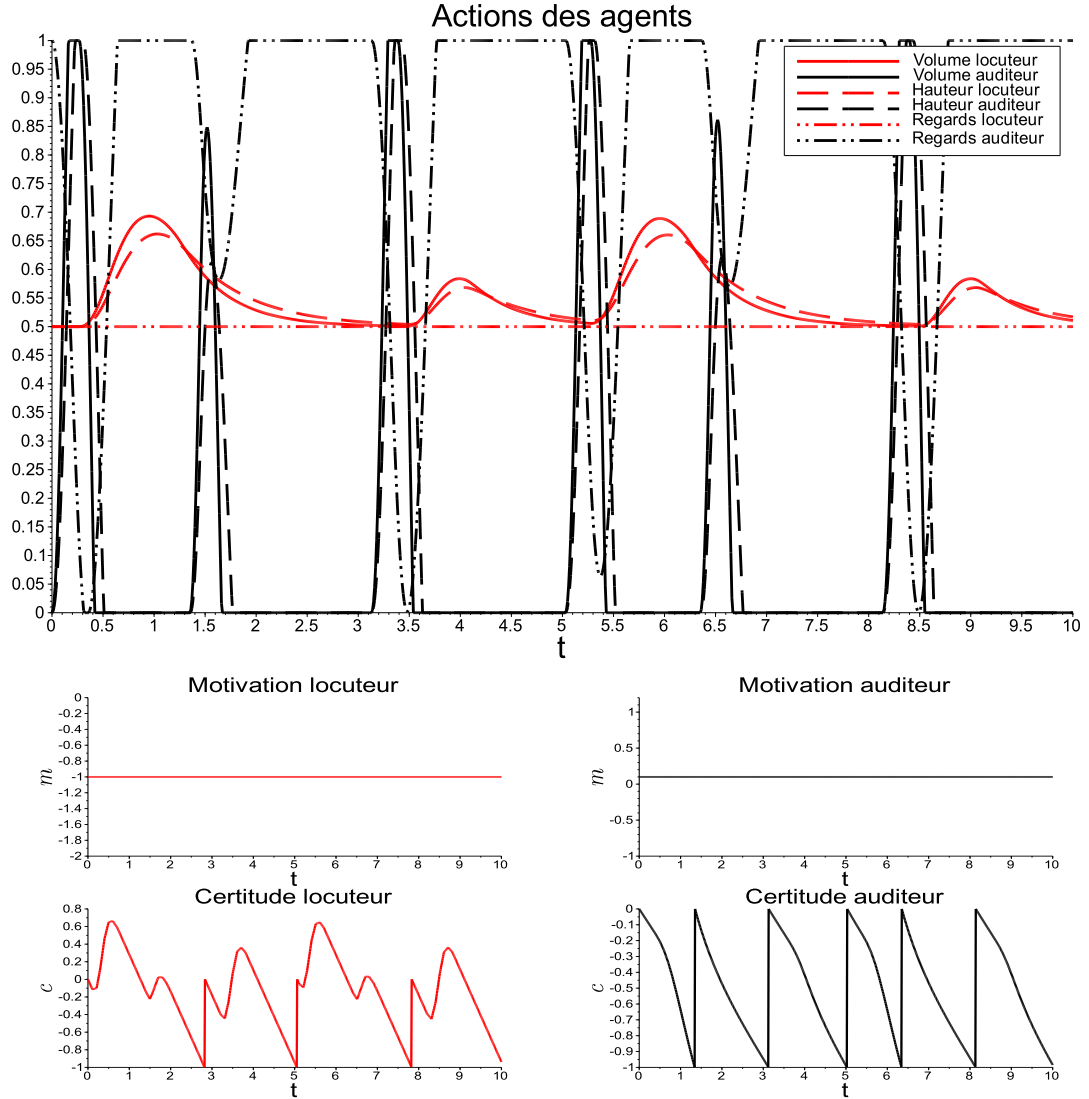 Actions des agents
1
0.95
0.9
0.85
0.8
0.75
0.7
0.65
0.6
0.55
0.5
0.45
0.4
0.35
0.3
0.25
0.2
0.15
0.1
0.05
0
Volume locuteur
Volume auditeur
Hauteur locuteur
Hauteur auditeur
Regards locuteur
Regards auditeur
0 0.5 1 1.5 2 2.5 3 3.5 4 4.5 5 5.5 6 6.5 7 7.5 8 8.5 9 9.5 10
t
Motivation locuteur
0
-0.2
-0.4
-0.6
-0.8
-1
-1.2
-1.4
-1.6
-1.8
-2
m
0 1 2 3 4 5 6 7 8 9 10
t
Motivation auditeur
1
0.5
0
-0.5
-1
m
0 1 2 3 4 5 6 7 8 9 10
t
Certitude locuteur
0.8
0.6
0.4
0.2
0
-0.2
-0.4
-0.6
-0.8
-1
c
0 1 2 3 4 5 6 7 8 9 10
t
Certitude auditeur
0
-0.1
-0.2
-0.3
-0.4
-0.5
-0.6
-0.7
-0.8
-0.9
-1
c
0 1 2 3 4 5 6 7 8 9 10
t